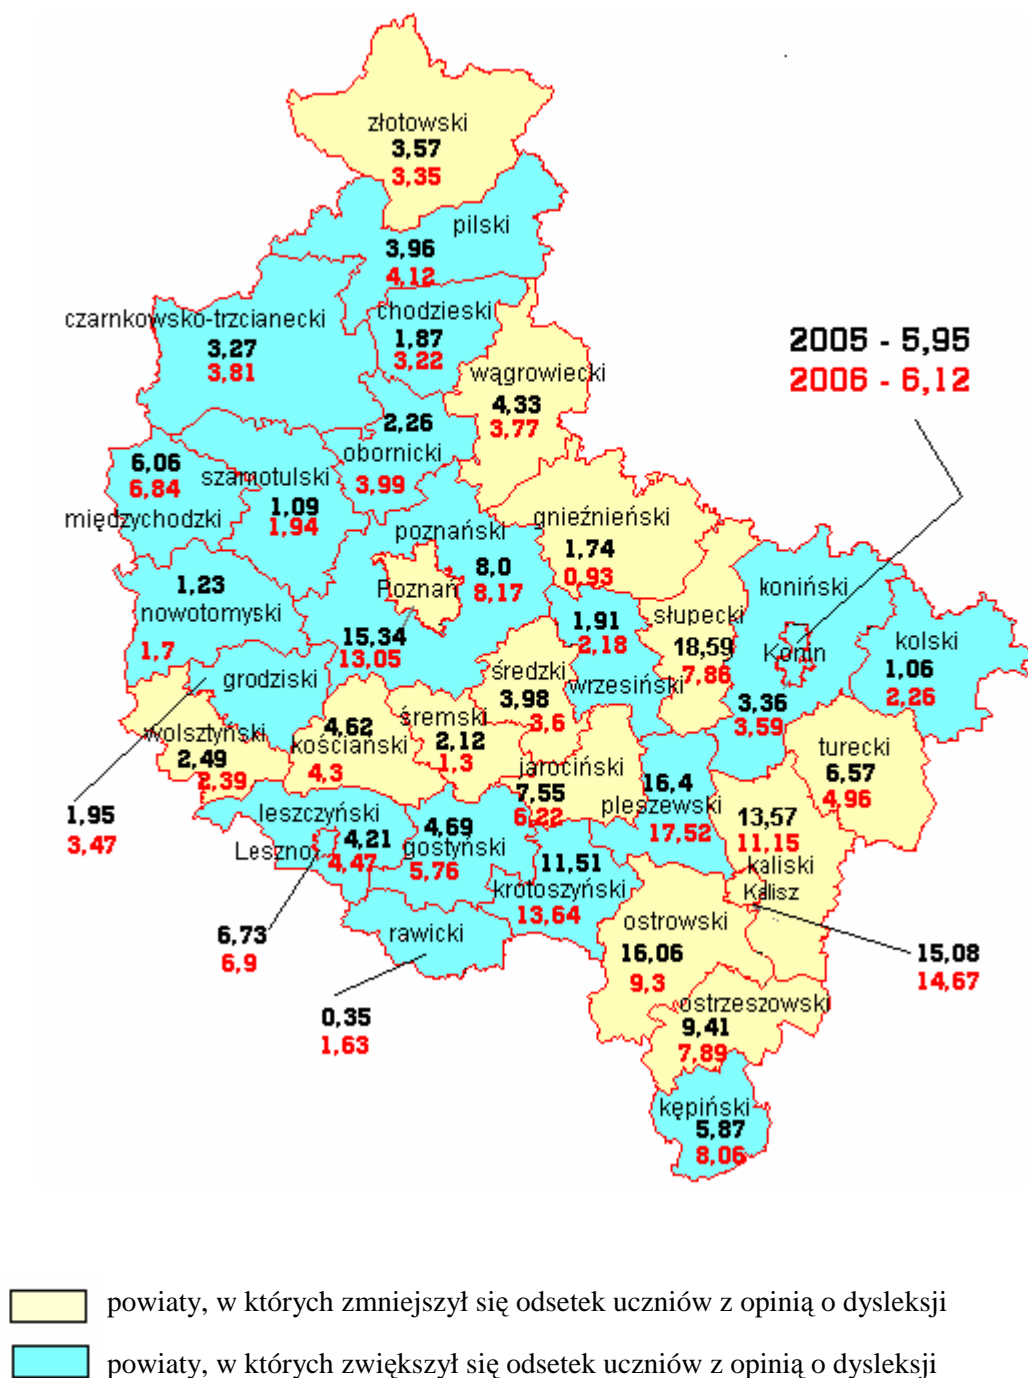 złotowski
3,57
3,35
pilski
3,96
4,12
czarnkowsko-trzcianecki
3,27
3,81
chodzieski
1,87
3,22
2005 - 5,95
2006 - 6,12
wągrowiecki
4,33
3,77
2,26
obornicki
3,99
6,06
6,84
międzychodzki
szamotulski
1,09
1,94
poznański
8,0
8,17
gnieźnieński
1,74
0,93
1,23
nowotomyski
1,7
Poznań
15,34
13,05
1,91
2,18
wrzesiński
słupecki
18,59
7,86
koniński
Konin
3,36
3,59
kolski
1,06
2,26
grodziski
średzki
3,98
3,6
wolsztyński
2,49
2,39
4,62
kościański
4,3
śremski
2,12
1,3
jarociński
7,55
6,22
16,4
pleszewski
17,52
turecki
6,57
4,96
1,95
3,47
leszczyński
4,21
4,47
Leszno
4,69
gostyński
5,76
11,51
krotoszyński
13,64
13,57
11,15
kaliski
Kalisz
6,73
6,9
rawicki
ostrowski
16,06
9,3
15,08
14,67
0,35
1,63
ostrzeszowski
9,41
7,89
kępiński
5,87
8,06
powiaty, w których zmniejszył się odsetek uczniów z opinią o dysleksji
powiaty, w których zwiększył się odsetek uczniów z opinią o dysleksji